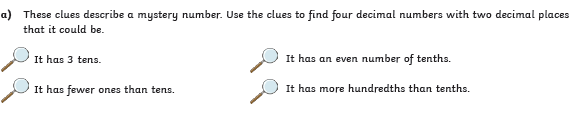 a) These clues describe a mystery number. Use the clues to find four decimal numbers with two decimal places
that it could be.
It has 3 tens.
It has an even number of tenths.
It has fewer ones than tens.
It has more hundredths than tenths.